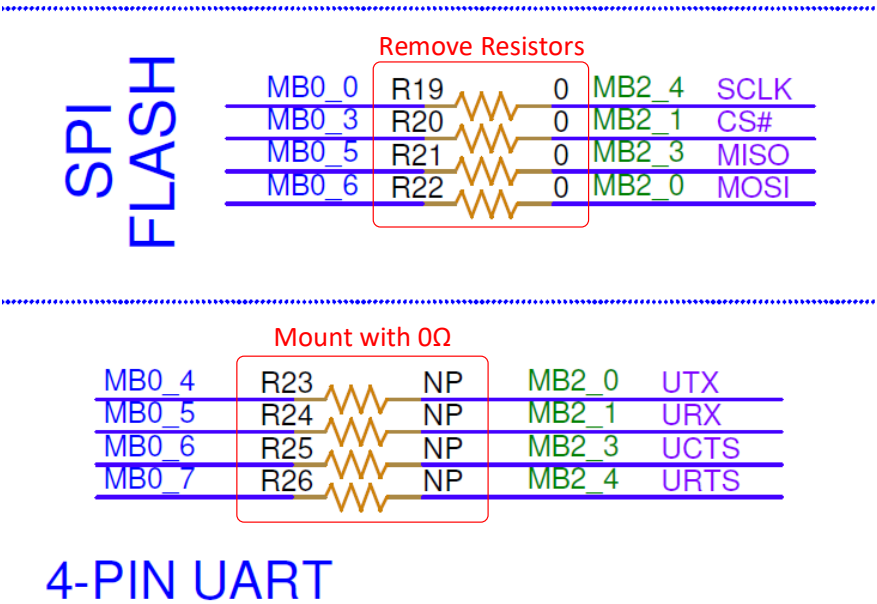 Remove Resistors
SPI
FLASH
MB0_0 R19 0 MB2_4 SCLK
MB0_3 R20 0 MB2_1 CS#
MB0_5 R21 0 MB2_3 MISO
MB0_6 R22 0 MB2_0 MOSI
Mount with 0Ω
MB0_4 R23 NP MB2_0 UTX
MB0_5 R24 NP MB2_1 URX
MB0_6 R25 NP MB2_3 UCTS
MB0_7 R26 NP MB2_4 URTS
4-PIN UART